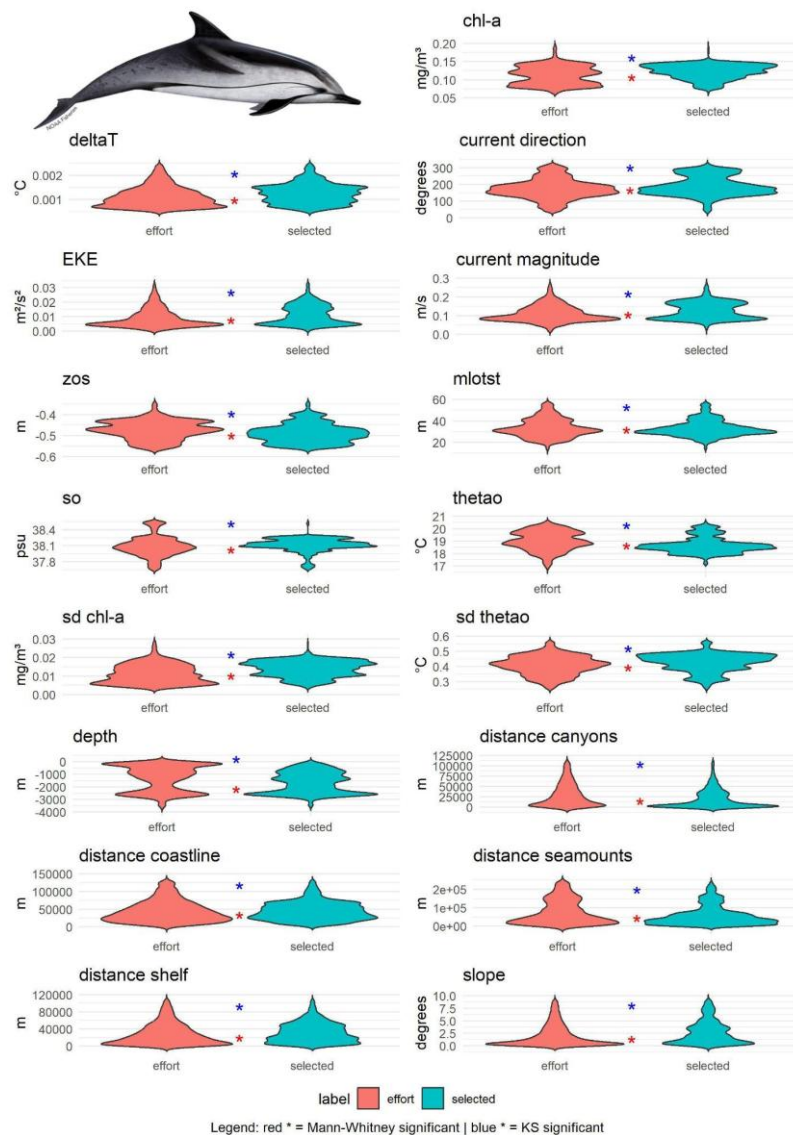 chl-a
mg/m³
0.20
0.15
0.10
0.05
effort
selected
*
*
NOAA Fisheries
deltaT
°C
0.002
0.001
effort
selected
*
*
current direction
degrees
300
200
100
0
effort
selected
*
*
EKE
m²/s²
0.03
0.02
0.01
0.00
effort
selected
*
*
current magnitude
m/s
0.3
0.2
0.1
0.0
effort
selected
*
*
zos
m
-0.4
-0.5
-0.6
effort
selected
*
*
mlotst
m
60
40
20
effort
selected
*
*
so
psu
38.4
38.1
37.8
effort
selected
*
*
thetao
°C
21
20
19
18
17
effort
selected
*
*
sd chl-a
mg/m³
0.03
0.02
0.01
0.00
effort
selected
*
*
sd thetao
°C
0.6
0.5
0.4
0.3
effort
selected
*
*
depth
m
0
-1000
-2000
-3000
-4000
effort
selected
*
*
distance canyons
m
125000
100000
75000
50000
25000
0
effort
selected
*
*
distance coastline
m
150000
100000
50000
0
effort
selected
*
*
distance seamounts
m
2e+05
1e+05
0e+00
effort
selected
*
*
distance shelf
m
120000
80000
40000
0
effort
selected
*
*
slope
degrees
10.0
7.5
5.0
2.5
0.0
effort
selected
*
*
label effort selected
Legend: red * = Mann-Whitney significant | blue * = KS significant